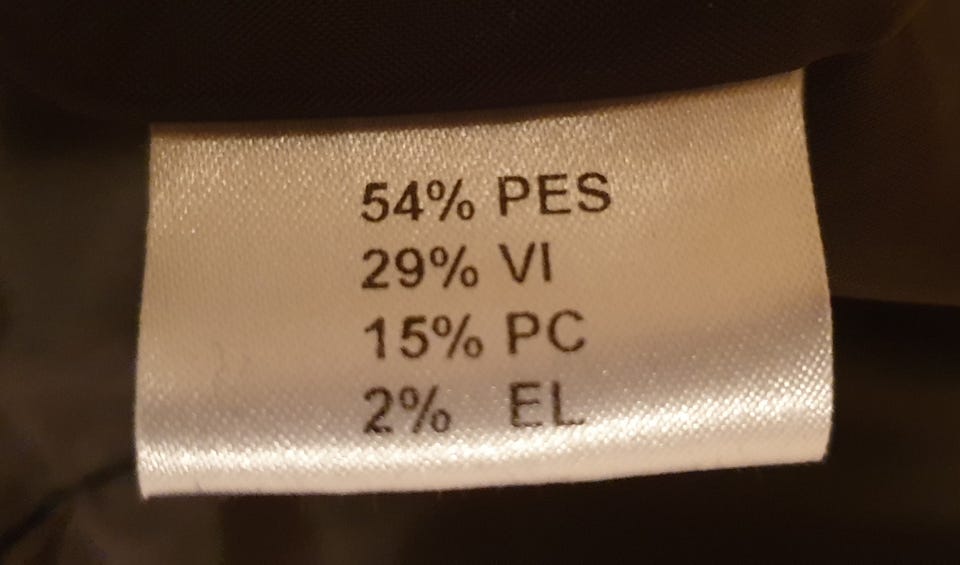 54% PES
29% VI
15% PC
2% EL